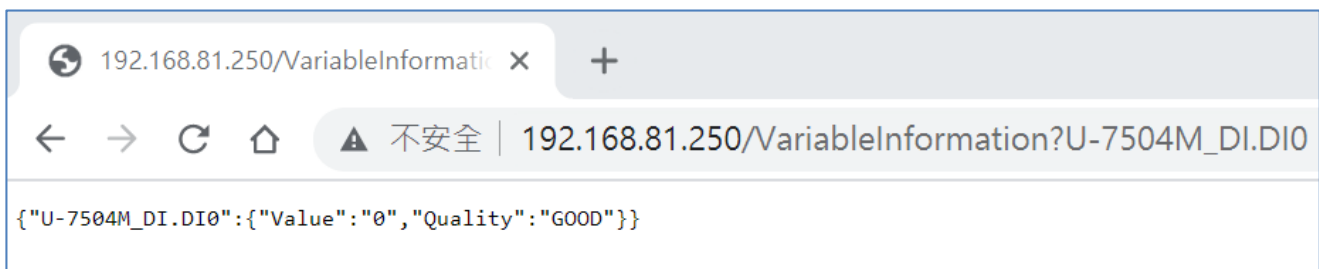 192.168.81.250/VariableInformatic
不安全 192.168.81.250/VariableInformation?U-7504M_DI.DI0
{"U-7504M_DI.DI0":{"Value":"0","Quality":"GOOD"}}